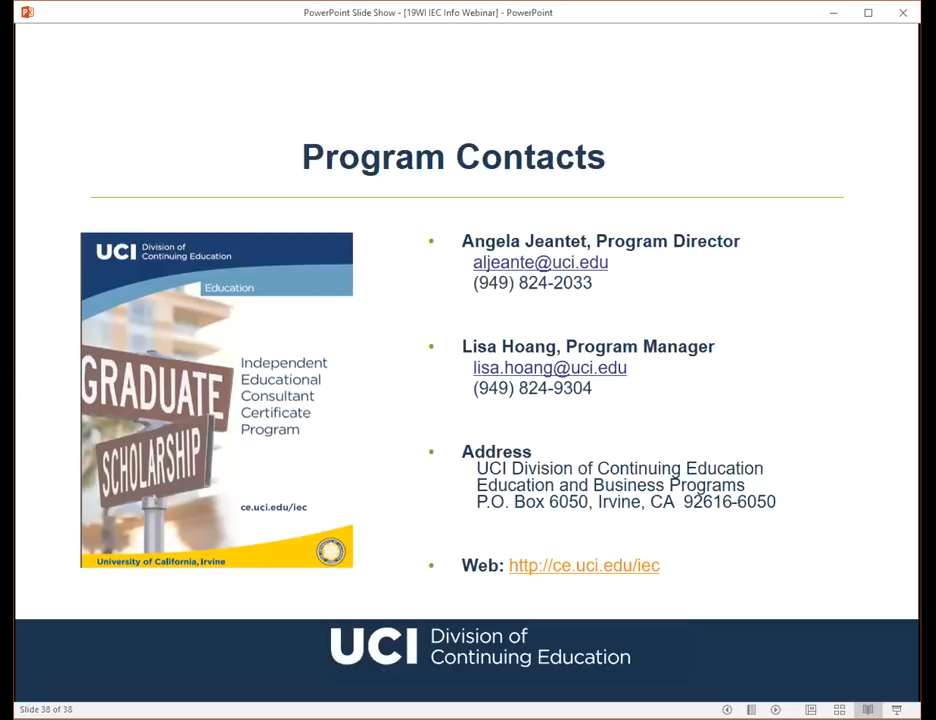 PowerPoint Slide Show - [19WI IEC Info Webinar] - PowerPoint
Program Contacts
UCI Division of
Continuing Education
Education
GRADUATE
SCHOLARSHIP
Independent
Educational
Consultant
Certificate
Program
ce.uci.edu/iec
University of California, Irvine
• Angela Jeantet, Program Director
aljeante@uci.edu
(949) 824-2033
• Lisa Hoang, Program Manager
lisa.hoang@uci.edu
(949) 824-9304
• Address
UCI Division of Continuing Education
Education and Business Programs
P.O. Box 6050, Irvine, CA 92616-6050
• Web: http://ce.uci.edu/iec
UCI Division of
Continuing Education
Slide 38 of 38